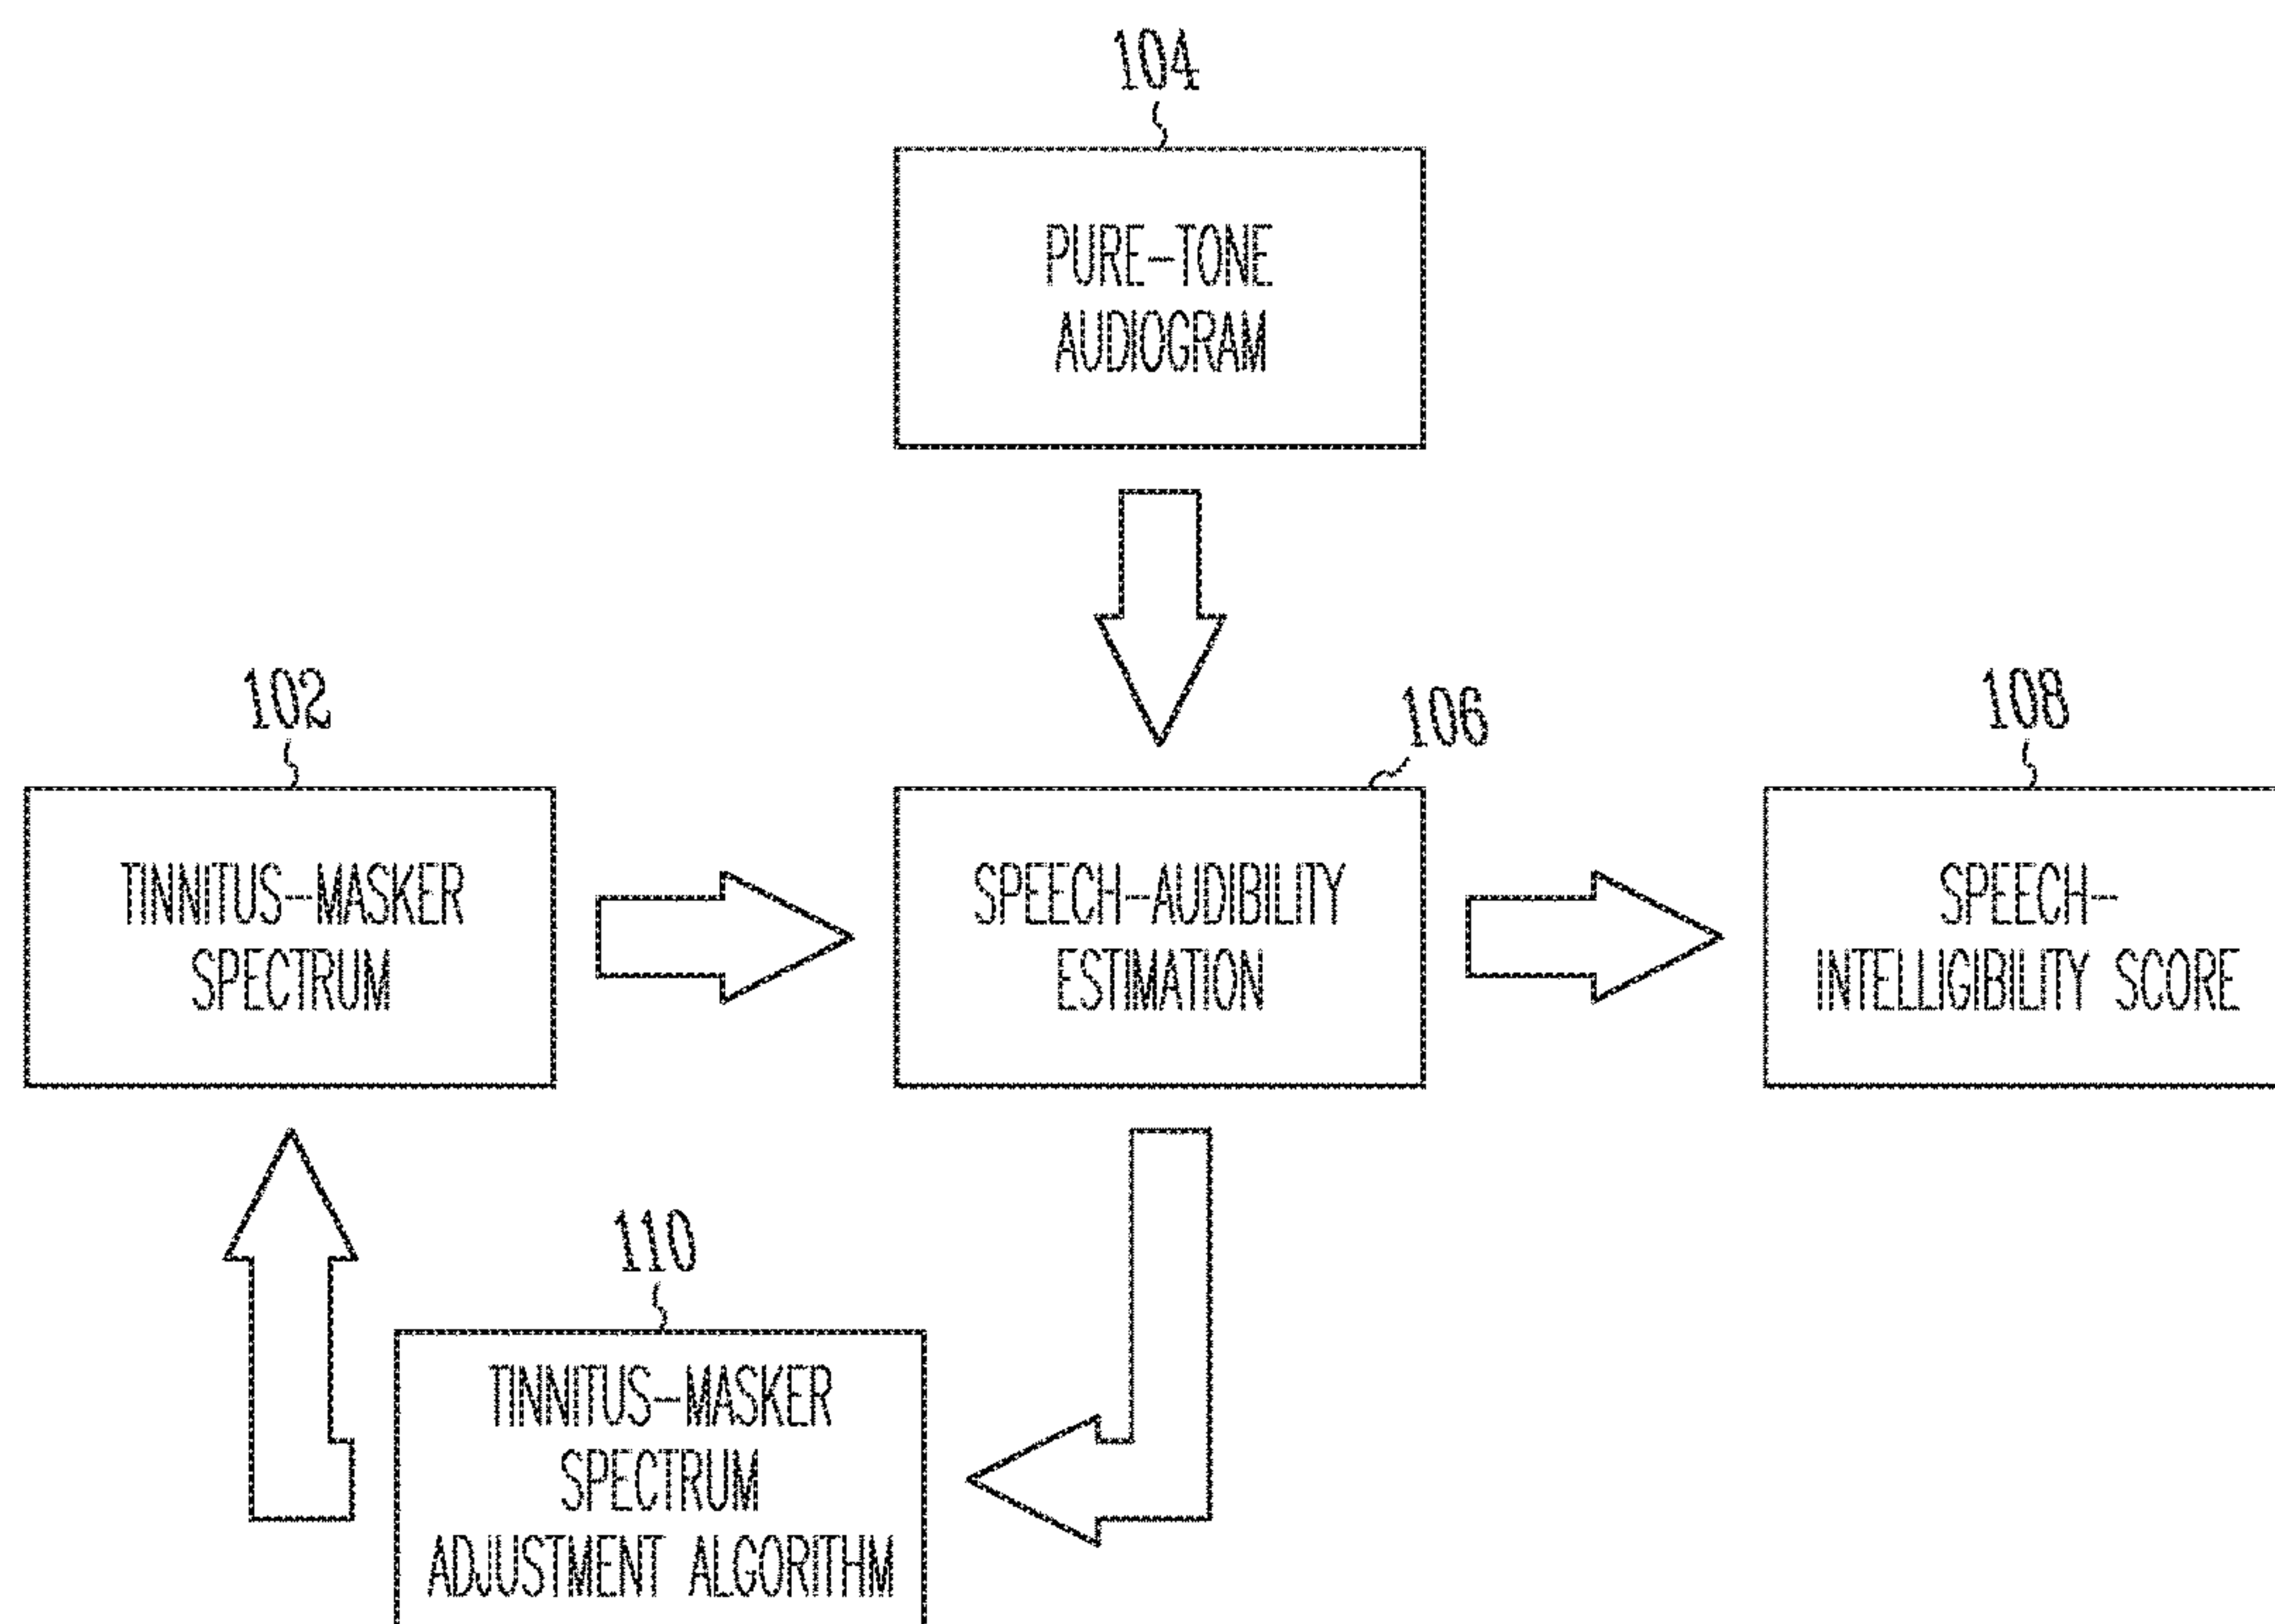 104
PURE-TONE
AUDIOGRAM
102
TINNITUS-MASKER
SPECTRUM
106
SPEECH-AUDIBILITY
ESTIMATION
108
SPEECH-
INTELLIGIBILITY SCORE
110
TINNITUS-MASKER
SPECTRUM
ADJUSTMENT ALGORITHM